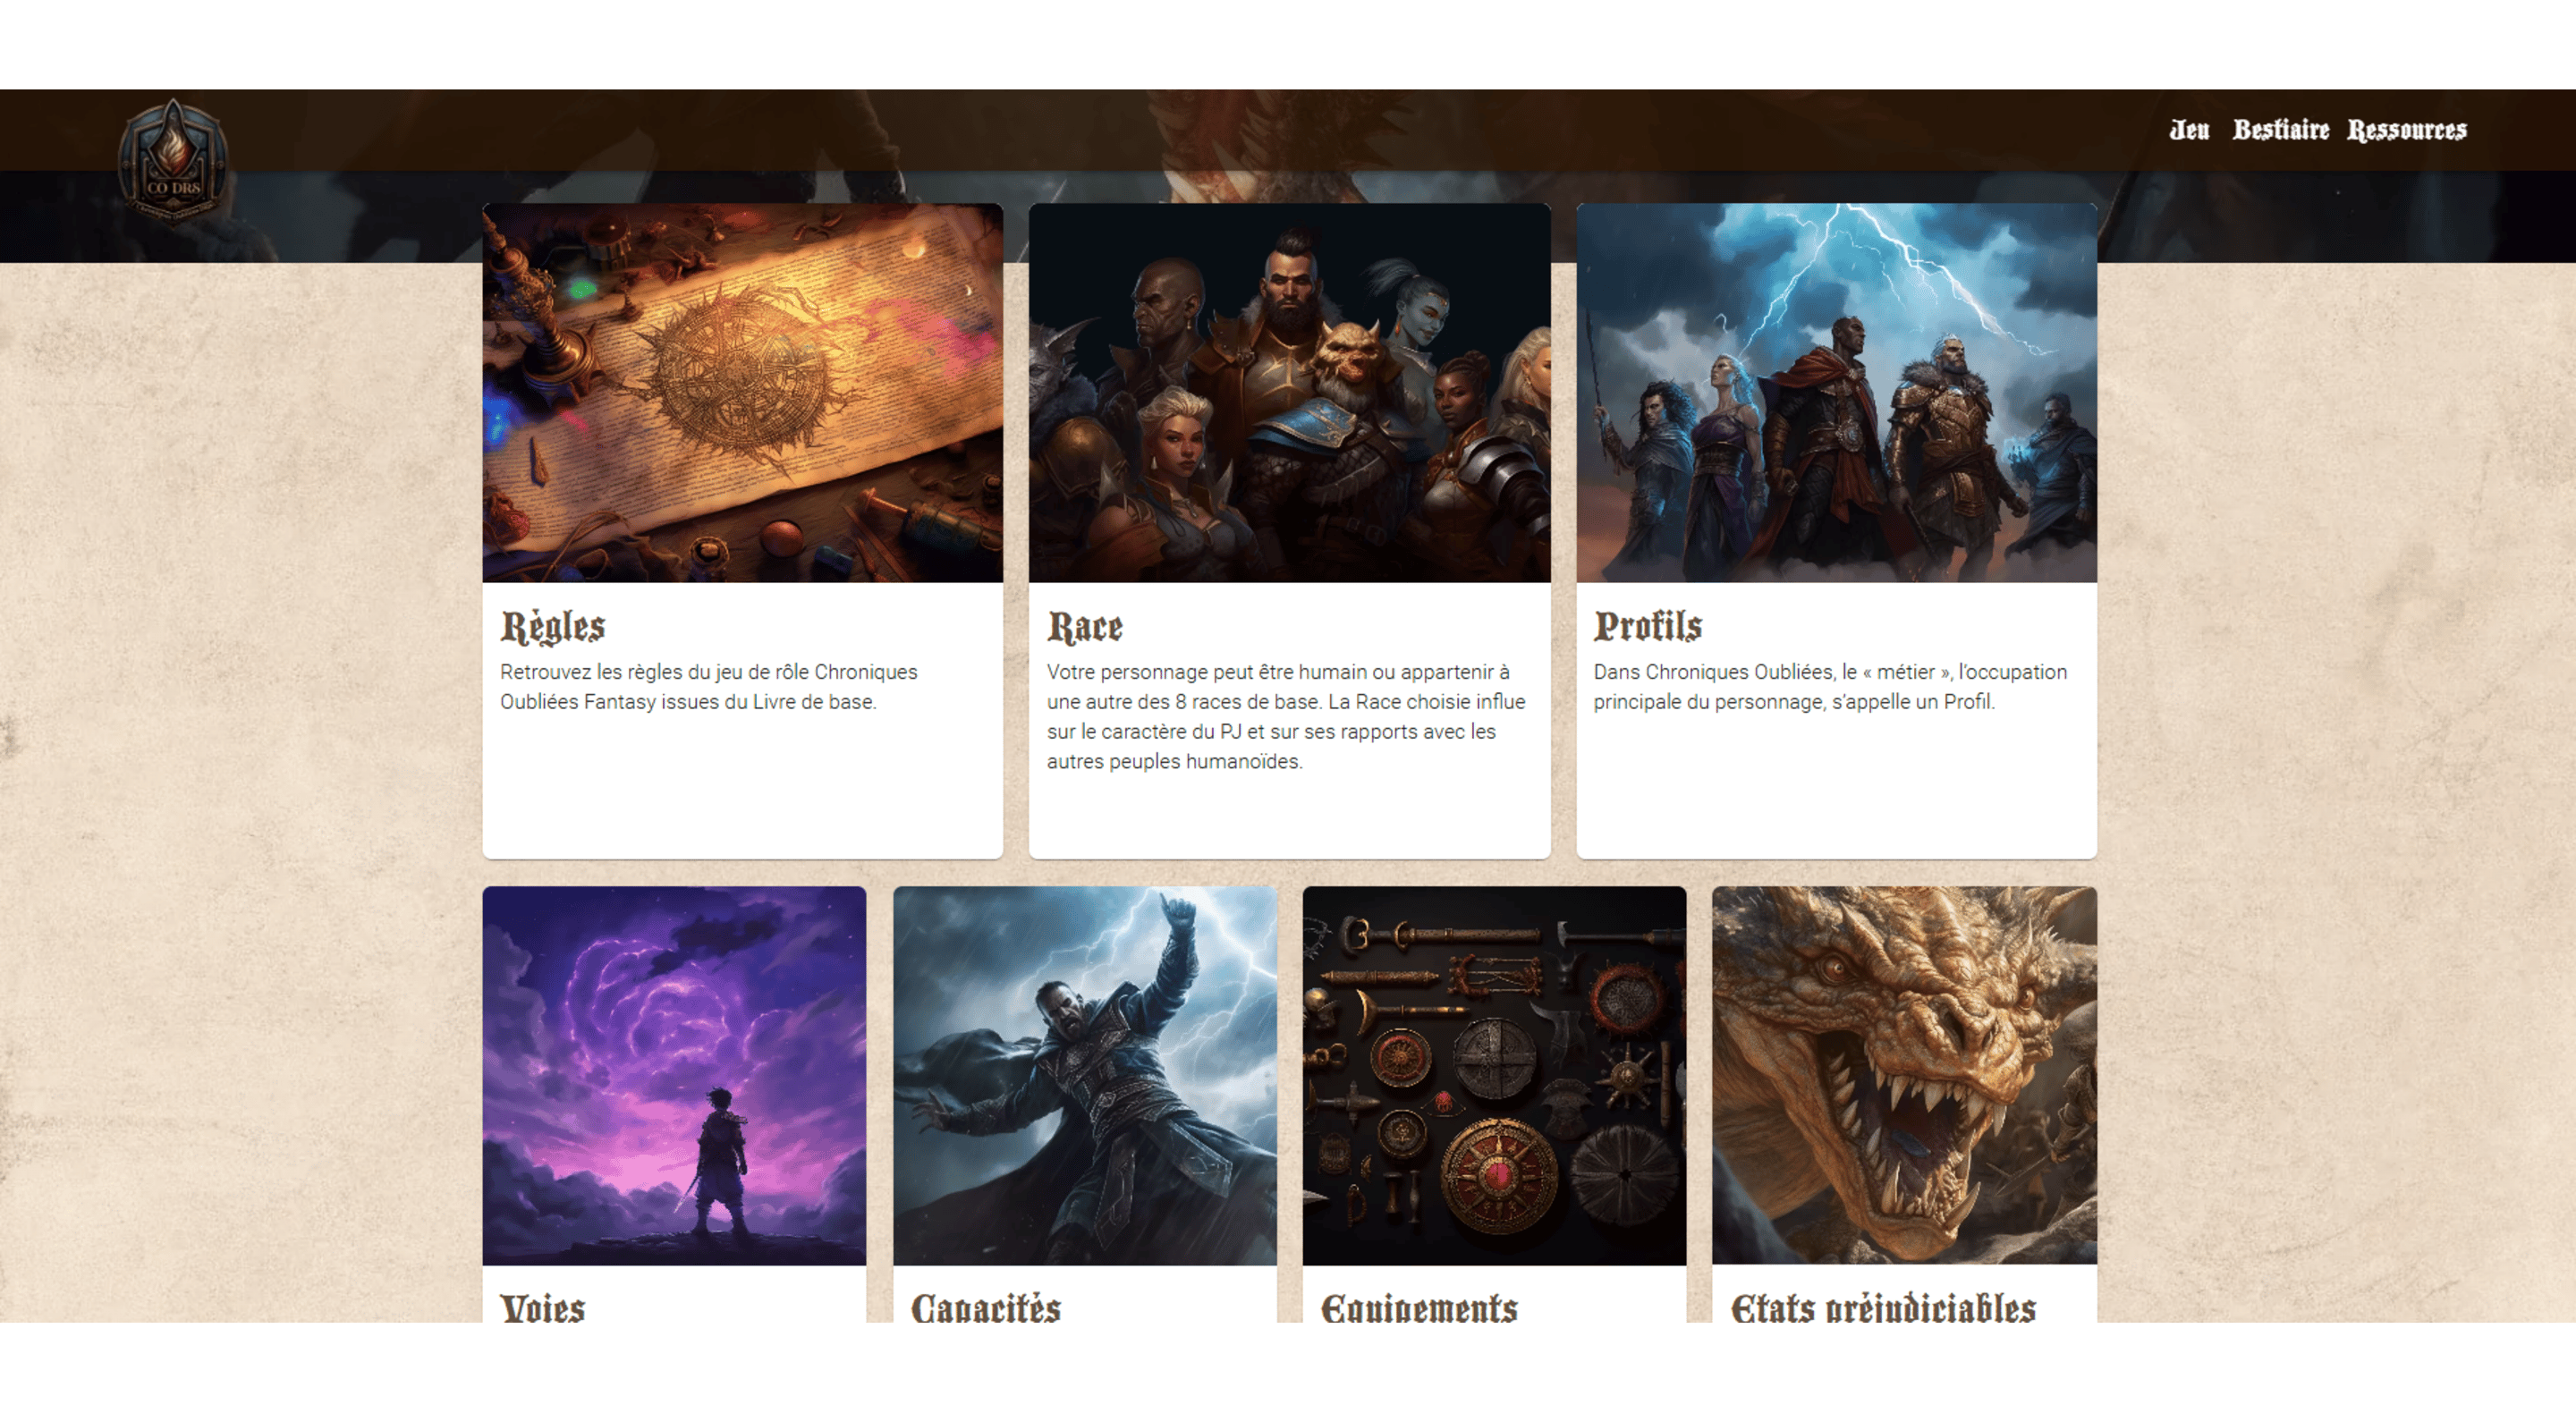 Jeu Bestiaire Ressources
CO DRS
Règles
Retrouvez les règles du jeu de rôle Chroniques
Oubliées Fantasy issues du Livre de base.
Race
Votre personnage peut être humain ou appartenir à
une autre des 8 races de base. La Race choisie influe
sur le caractère du PJ et sur ses rapports avec les
autres peuples humanoïdes.
Profils
Dans Chroniques Oubliées, le « métier », l'occupation
principale du personnage, s'appelle un Profil.
Voies
Capacités
Equipements
Etats préjudiciables